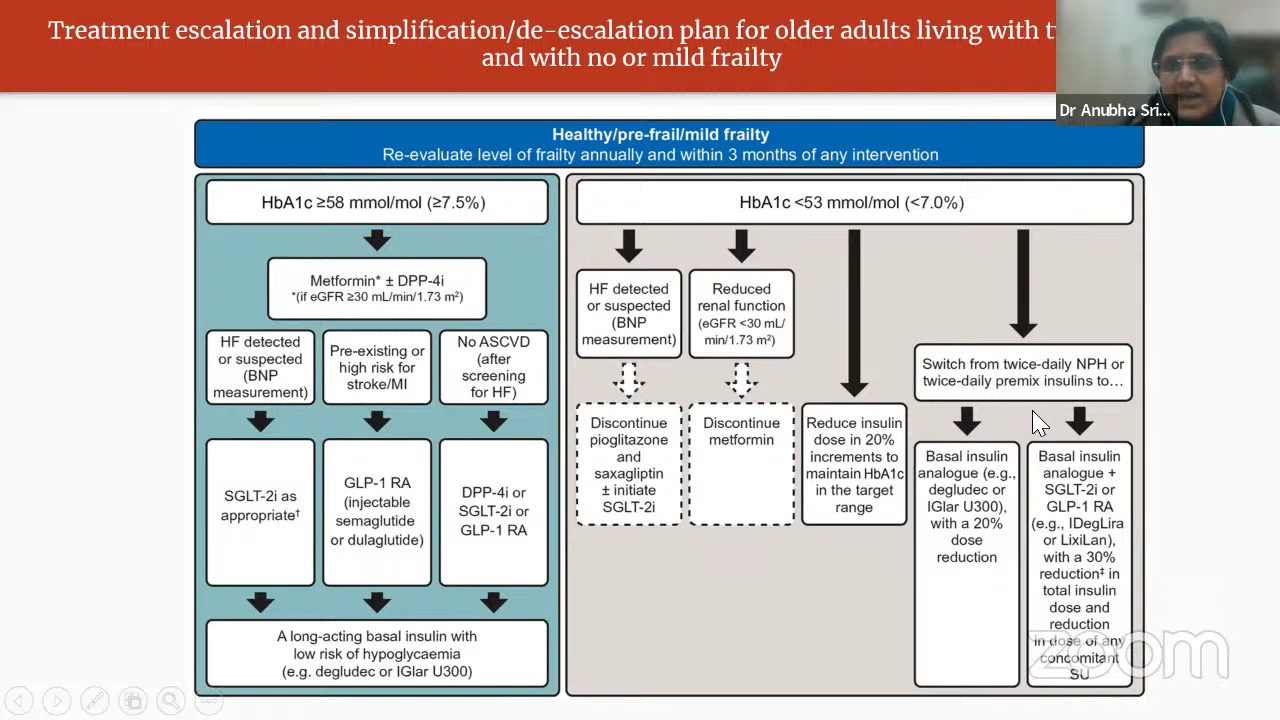 Treatment escalation and simplification/de-escalation plan for older adults living with
and with no or mild frailty
Dr Anubha Sri...
Healthy/pre-frail/mild frailty
Re-evaluate level of frailty annually and within 3 months of any intervention
HbA1c ≥58 mmol/mol (≥7.5%)
Metformin* ± DPP-4i
*(if eGFR ≥30 mL/min/1.73 m²)
HF detected
or suspected
(BNP
measurement)
Pre-existing or
high risk for
stroke/MI
No ASCVD
(after
screening
for HF)
SGLT-2i as
appropriate†
GLP-1 RA
(injectable
semaglutide
or dulaglutide)
DPP-4i or
SGLT-2i or
GLP-1 RA
A long-acting basal insulin with
low risk of hypoglycaemia
(e.g. degludec or IGlar U300)
HbA1c <53 mmol/mol (<7.0%)
HF detected
or suspected
(BNP
measurement)
Reduced
renal function
(eGFR <30 mL/
min/1.73 m²)
Discontinue
pioglitazone
and
saxagliptin
± initiate
SGLT-2i
Discontinue
metformin
Reduce insulin
dose in 20%
increments to
maintain HbA1c
in the target
range
Switch from twice-daily NPH or
twice-daily premix insulins to…
Basal insulin
analogue (e.g.,
degludec or
IGlar U300),
with a 20%
dose
reduction
Basal insulin
analogue +
SGLT-2i or
GLP-1 RA
(e.g., IDegLira
or LixiLan),
with a 30%
reduction‡ in
total insulin
dose and
reduction
in dose of any
concomitant
SU
zoom